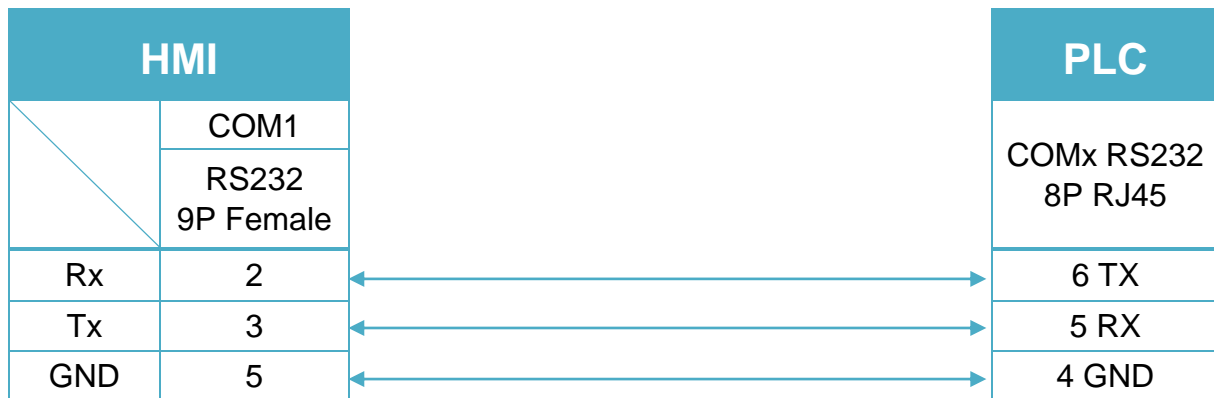 HMI
PLC
COM1
RS232
9P Female
COMx RS232
8P RJ45
Rx 2 6 TX
Tx 3 5 RX
GND 5 4 GND